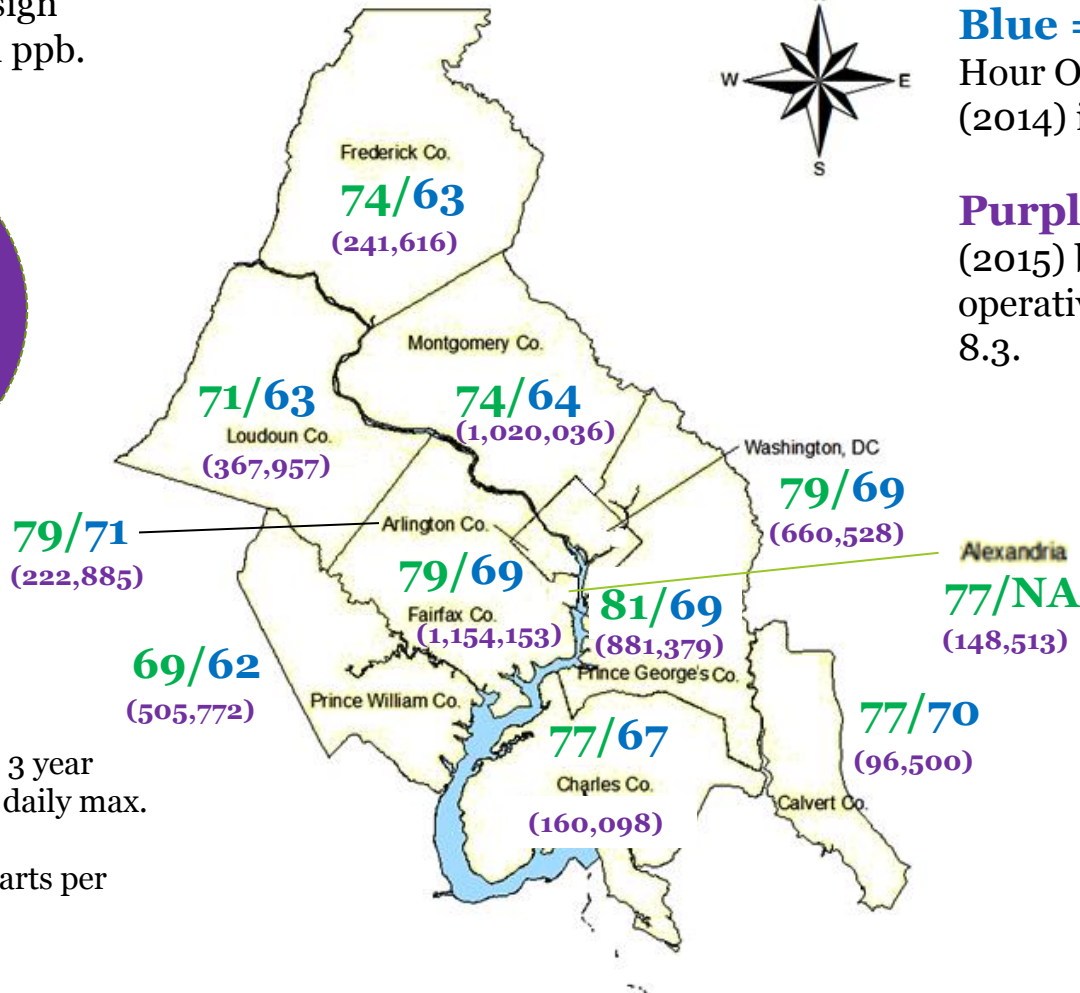 sign
ppb.
W E
S
Blue =
Hour O
(2014) i
Purpl
(2015) b
operativ
8.3.
Frederick Co.
74/63
(241,616)
Montgomery Co.
74/64
(1,020,036)
71/63
Loudoun Co.
(367,957)
Washington, DC
79/69
(660,528)
Arlington Co.
79/71
(222,885)
Alexandria
77/NA
(148,513)
79/69
Fairfax Co.
(1,154,153)
81/69
(881,379)
Prince George's Co.
69/62
(505,772)
Prince William Co.
77/67
Charles Co.
(160,098)
77/70
(96,500)
Calvert Co.
3 year
daily max.
arts per